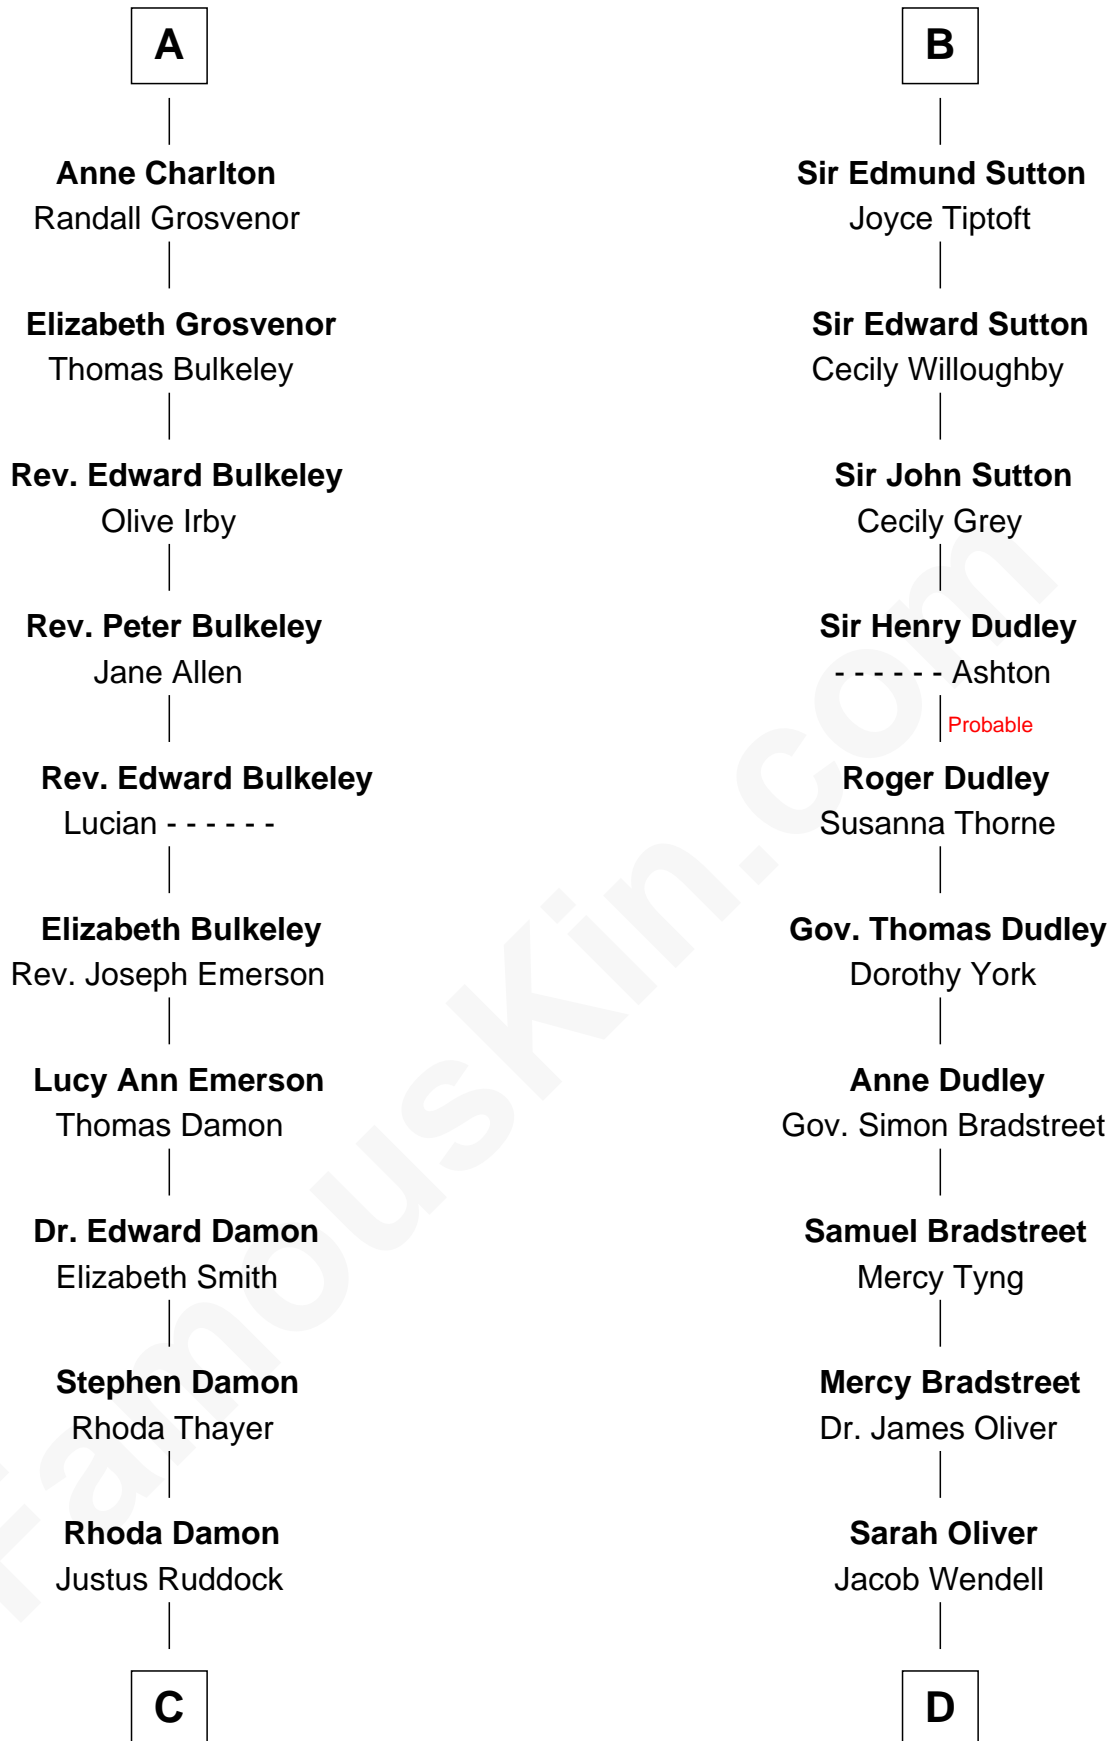 A
Anne Charlton
Randall Grosvenor
Elizabeth Grosvenor
Thomas Bulkeley
Rev. Edward Bulkeley
Olive Irby
Rev. Peter Bulkeley
Jane Allen
Rev. Edward Bulkeley
Lucian - - - - - -
Elizabeth Bulkeley
Rev. Joseph Emerson
Lucy Ann Emerson
Thomas Damon
Dr. Edward Damon
Elizabeth Smith
Stephen Damon
Rhoda Thayer
Rhoda Damon
Justus Ruddock
C
B
Sir Edmund Sutton
Joyce Tiptoft
Sir Edward Sutton
Cecily Willoughby
Sir John Sutton
Cecily Grey
Sir Henry Dudley
- - - - - - Ashton
Probable
Roger Dudley
Susanna Thorne
Gov. Thomas Dudley
Dorothy York
Anne Dudley
Gov. Simon Bradstreet
Samuel Bradstreet
Mercy Tyng
Mercy Bradstreet
Dr. James Oliver
Sarah Oliver
Jacob Wendell
D
FamousKin.com